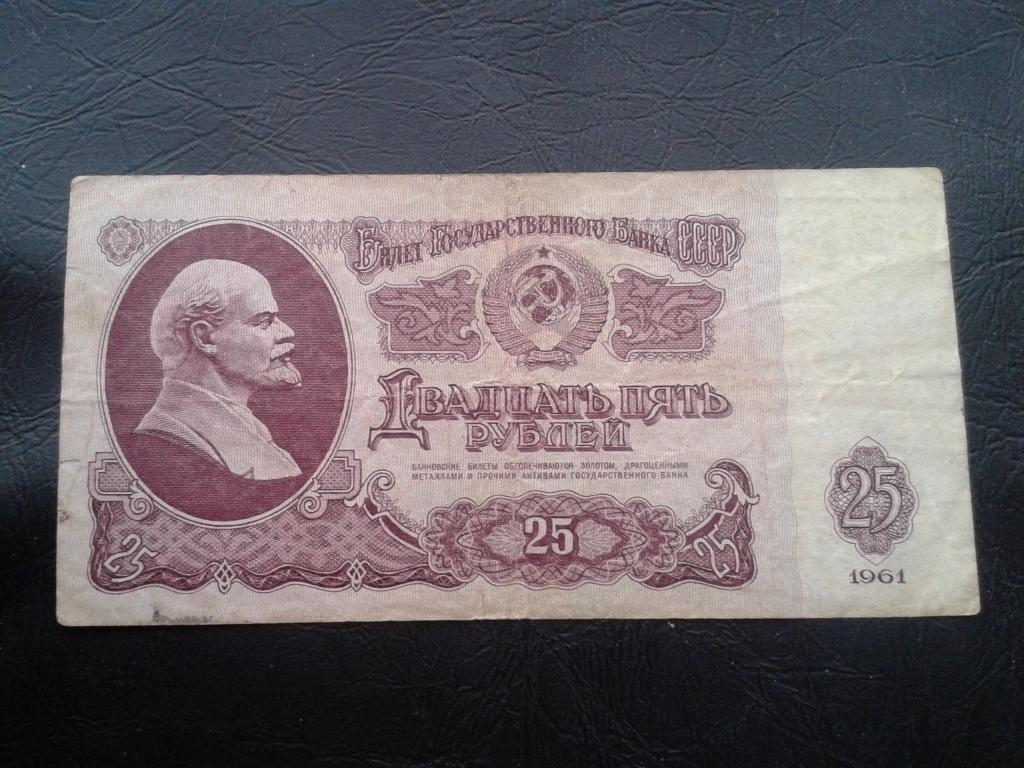 Билет Государственного Банка СССР
Двадцать пять
рублей
БАНКОВСКИЕ БИЛЕТЫ ОБЕСПЕЧИВАЮТСЯ ЗОЛОТОМ, ДРАГОЦЕННЫМИ
МЕТАЛЛАМИ И ПРОЧИМИ АКТИВАМИ ГОСУДАРСТВЕННОГО БАНКА
25
25
25
25
1961